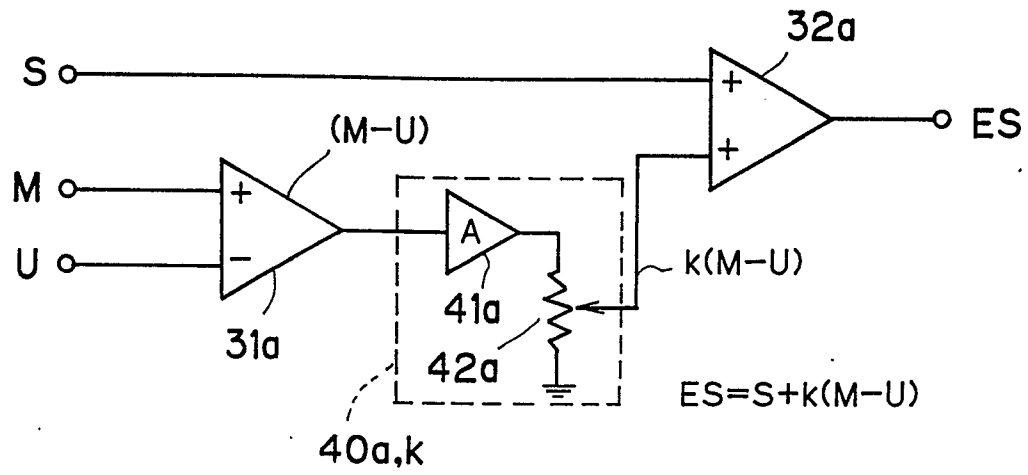 32a
S
+
ES
(M-U)
+
M
+
A
U
-
k(M-U)
41a
31a
42a
ES=S+k(M-U)
40a,k